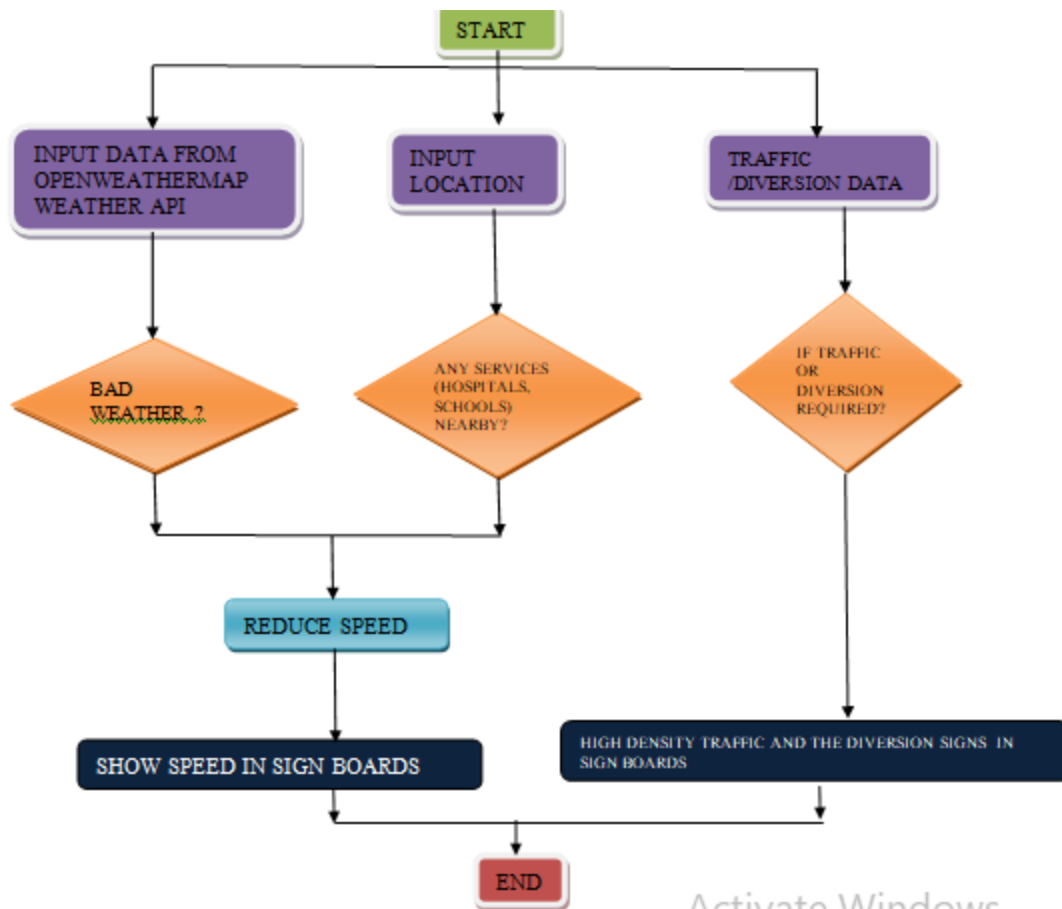 START
INPUT DATA FROM
OPENWEATHERMAP
WEATHER API
INPUT
LOCATION
TRAFFIC
/DIVERSION DATA
BAD
WEATHER ?
ANY SERVICES
(HOSPITALS,
SCHOOLS)
NEARBY?
IF TRAFFIC
OR
DIVERSION
REQUIRED?
REDUCE SPEED
SHOW SPEED IN SIGN BOARDS
HIGH DENSITY TRAFFIC AND THE DIVERSION SIGNS IN
SIGN BOARDS
END
Activate Windows